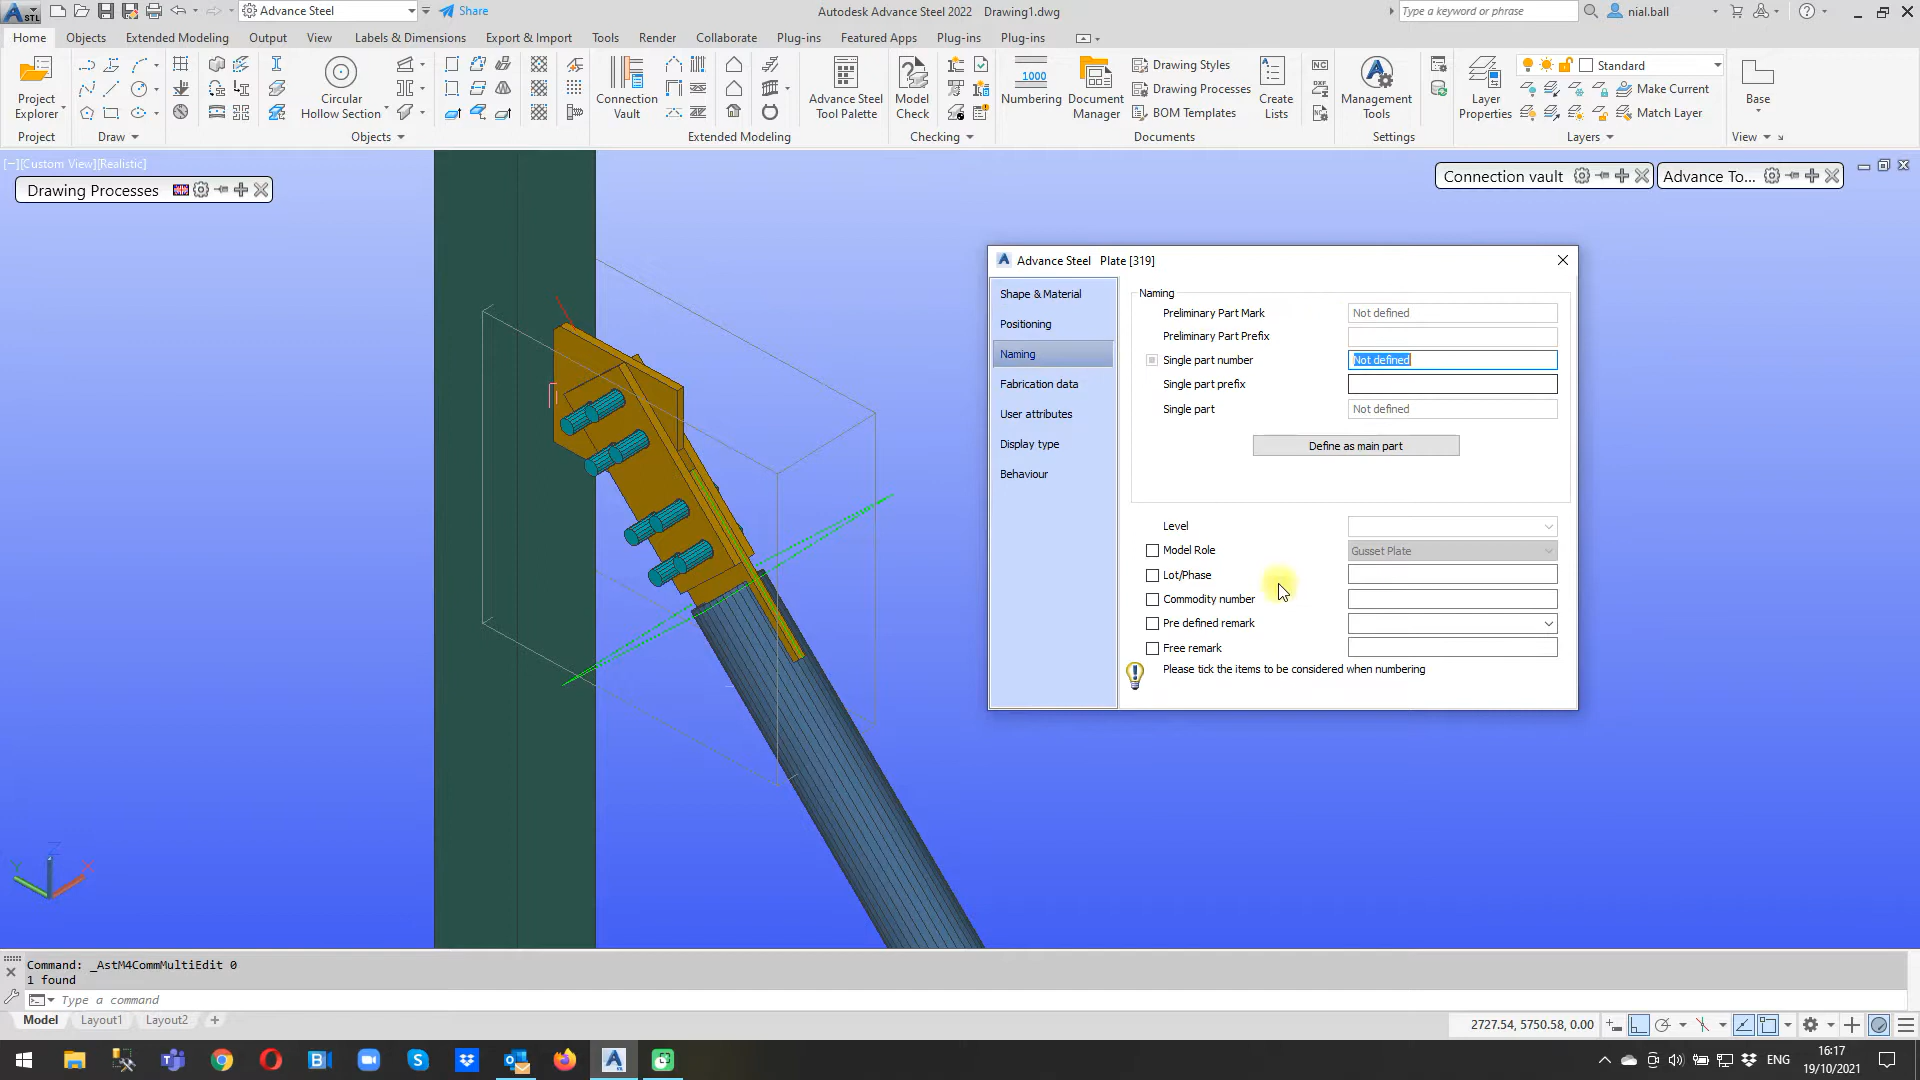 STL
Advance Steel
Share
Autodesk Advance Steel 2022 Drawing1.dwg
Type a keyword or phrase
nial.ball
Home Objects Extended Modeling Output View Labels & Dimensions Export & Import Tools Render Collaborate Plug-ins Featured Apps Plug-ins Plug-ins
Project Explorer
Project
Draw
Circular Hollow Section
Objects
Connection Vault
Extended Modeling
Advance Steel Tool Palette
Model Check
Checking
1000
Numbering
Document Manager
Drawing Styles
Drawing Processes
BOM Templates
Create Lists
NC
DXF
Documents
Management Tools
Settings
Layer Properties
Standard
Make Current
Match Layer
Layers
Base
View
[−][Custom View][Realistic]
Drawing Processes
Connection vault
Advance To...
Advance Steel Plate [319]
Shape & Material
Positioning
Naming
Fabrication data
User attributes
Display type
Behaviour
Naming
Preliminary Part Mark Not defined
Preliminary Part Prefix
Single part number Not defined
Single part prefix
Single part Not defined
Define as main part
Level
Model Role Gusset Plate
Lot/Phase
Commodity number
Pre defined remark
Free remark
Please tick the items to be considered when numbering
Z
Y
X
Command: _AstM4CommMultiEdit 0
1 found
Type a command
Model Layout1 Layout2
2727.54, 5750.58, 0.00
ENG
16:17
19/10/2021